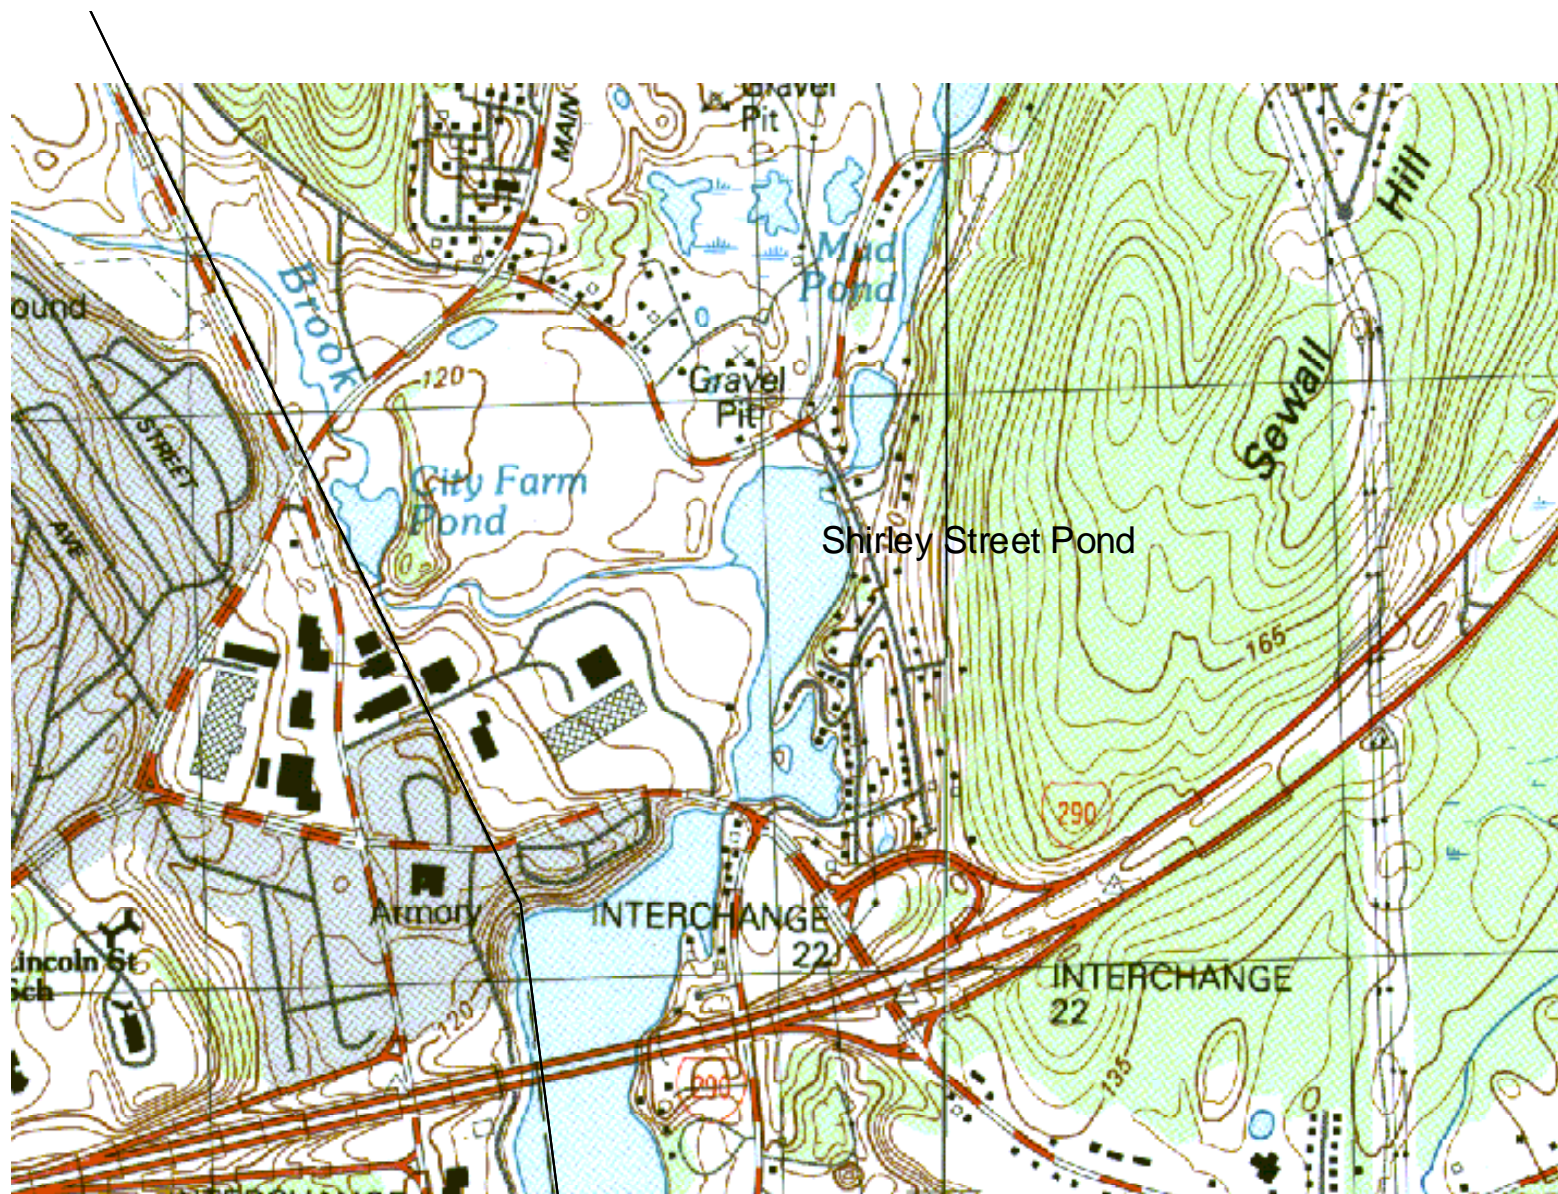 Gravel
Pit
MAIN
Hill
Mud
Pond
Brook
ound
120
Sewall
Gravel
Pit
STREET
City Farm
Pond
AVE
Shirley Street Pond
165
290
Armory
INTERCHANGE
22
Lincoln St
Sch
INTERCHANGE
22
120
135
290
INTERCHANGE